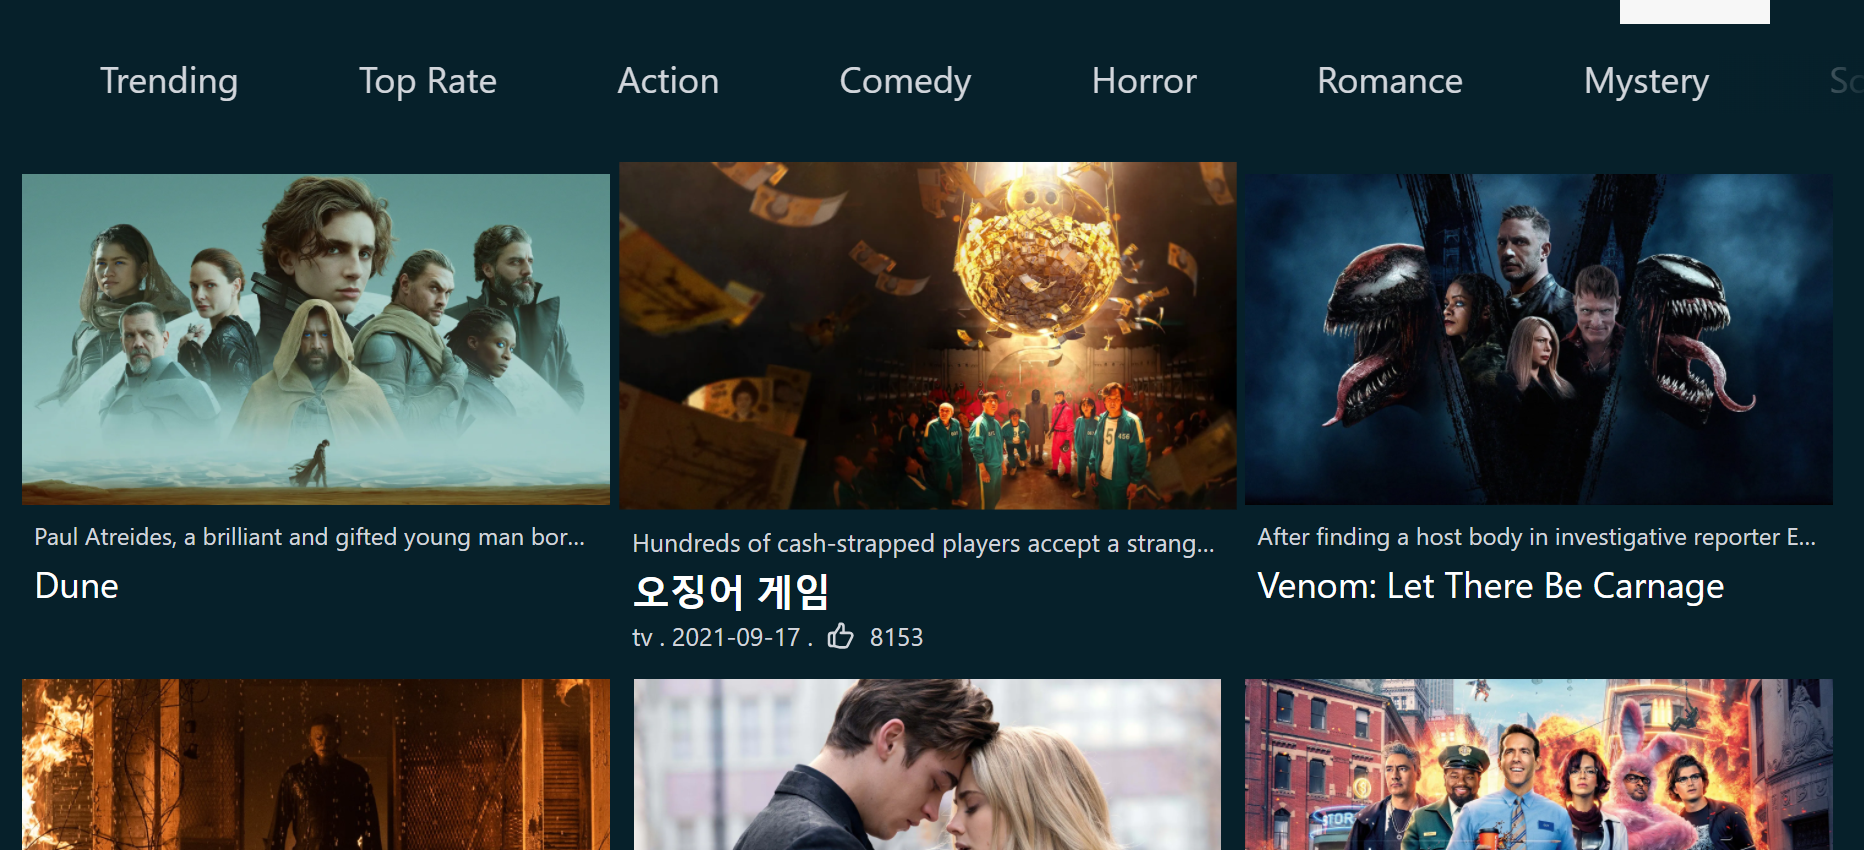 Trending Top Rate Action Comedy Horror Romance Mystery
Paul Atreides, a brilliant and gifted young man bor...
Dune
Hundreds of cash-strapped players accept a strang...
오징어 게임
tv . 2021-09-17 . 8153
After finding a host body in investigative reporter E...
Venom: Let There Be Carnage
456
STOR